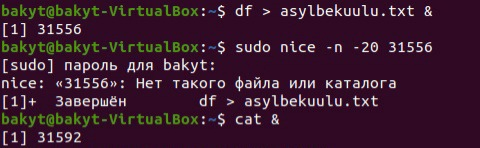 bakyt@bakyt-VirtualBox:~$ df > asylbekuulu.txt &
[1] 31556
bakyt@bakyt-VirtualBox:~$ sudo nice -n -20 31556
[sudo] пароль для bakyt:
nice: «31556»: Нет такого файла или каталога
[1]+  Завершён        df > asylbekuulu.txt
bakyt@bakyt-VirtualBox:~$ cat &
[1] 31592